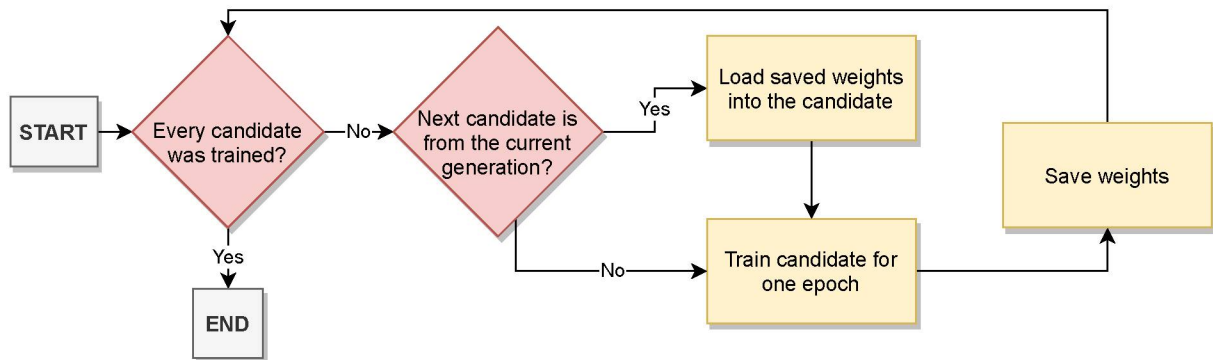 START
Every candidate
was trained?
No
Next candidate is
from the current
generation?
Yes
Load saved weights
into the candidate
Save weights
Yes
No
Train candidate for
one epoch
END